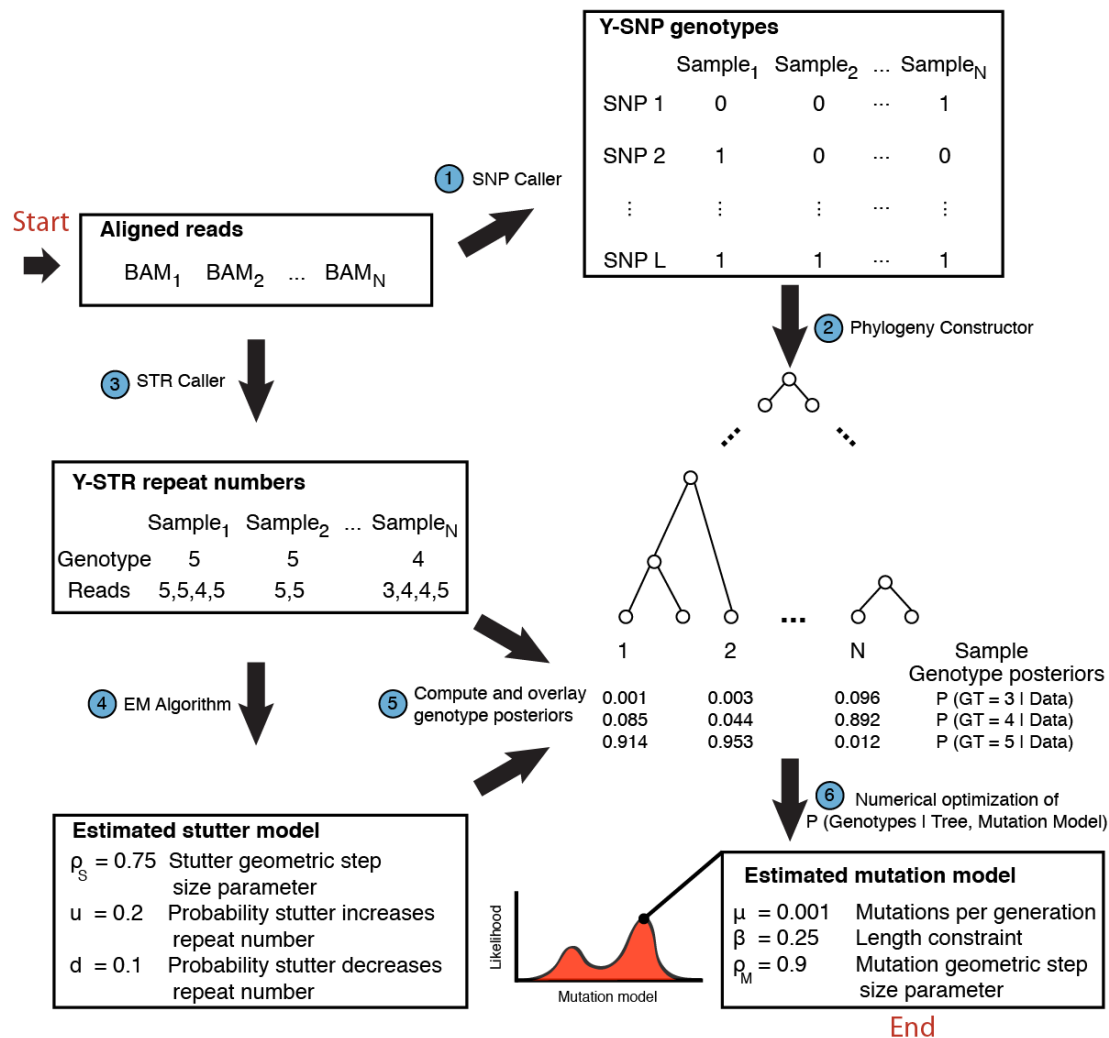 Start
Aligned reads
BAM1 BAM2 ... BAMN
1 SNP Caller
Y-SNP genotypes
Sample1 Sample2 ... SampleN
SNP 1 0 0 ... 1
SNP 2 1 0 ... 0
⋮ ⋮ ⋮ ⋮
SNP L 1 1 ... 1
2 Phylogeny Constructor
3 STR Caller
Y-STR repeat numbers
Sample1 Sample2 ... SampleN
Genotype 5 5 4
Reads 5,5,4,5 5,5 3,4,4,5
4 EM Algorithm
5 Compute and overlay
genotype posteriors
...
1 2 N Sample
Genotype posteriors
0.001 0.003 0.096 P (GT = 3 I Data)
0.085 0.044 0.892 P (GT = 4 I Data)
0.914 0.953 0.012 P (GT = 5 I Data)
6 Numerical optimization of
P (Genotypes I Tree, Mutation Model)
Estimated stutter model
ρS = 0.75 Stutter geometric step
size parameter
u = 0.2 Probability stutter increases
repeat number
d = 0.1 Probability stutter decreases
repeat number
Likelihood
Mutation model
Estimated mutation model
μ = 0.001 Mutations per generation
β = 0.25 Length constraint
ρM = 0.9 Mutation geometric step
size parameter
End